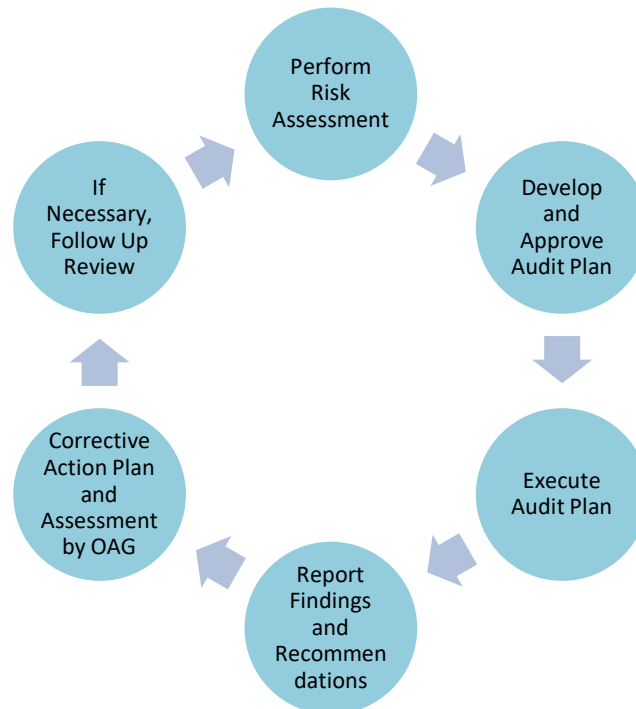 Perform
Risk
Assessment
Develop
and
Approve
Audit Plan
Execute
Audit Plan
Report
Findings
and
Recommen
dations
Corrective
Action Plan
and
Assessment
by OAG
If
Necessary,
Follow Up
Review